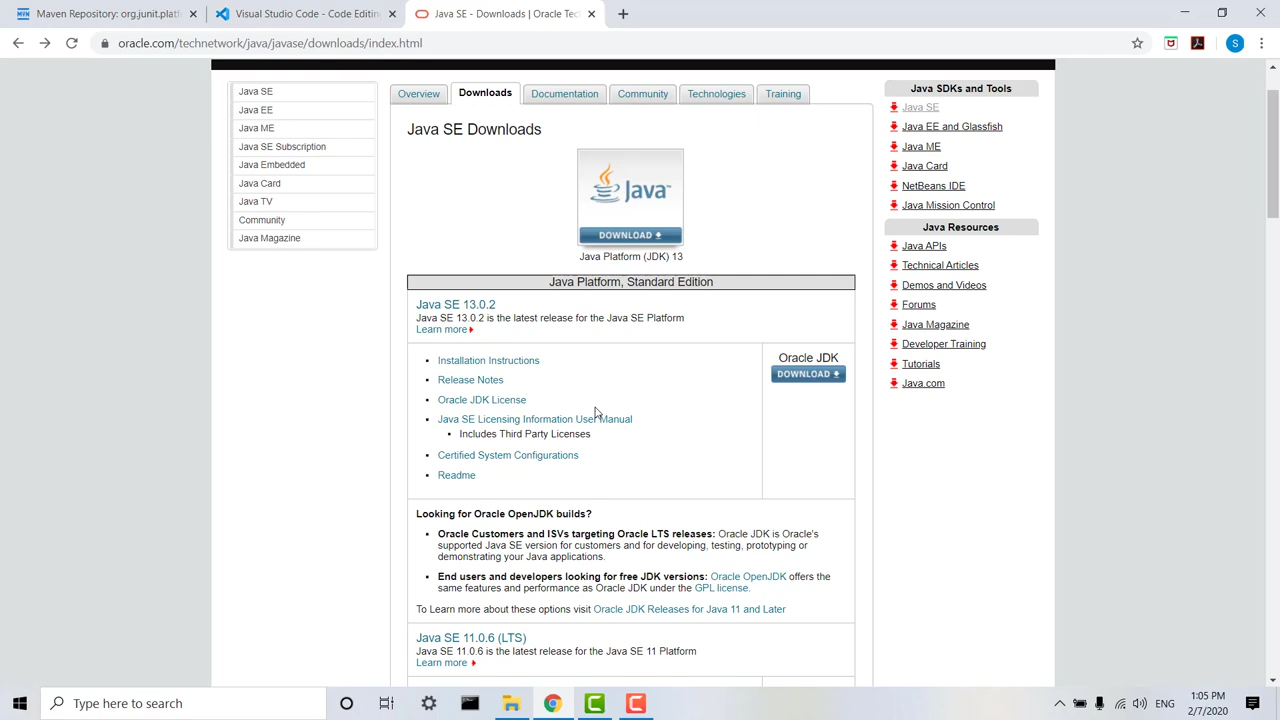 Maven Repository: org.junit.platf
Visual Studio Code - Code Editing
Java SE - Downloads | Oracle Tec
oracle.com/technetwork/java/javase/downloads/index.html
S
Java SE
Java EE
Java ME
Java SE Subscription
Java Embedded
Java Card
Java TV
Community
Java Magazine
Overview
Downloads
Documentation
Community
Technologies
Training
Java SE Downloads
Java™
DOWNLOAD
Java Platform (JDK) 13
Java Platform, Standard Edition
Java SE 13.0.2
Java SE 13.0.2 is the latest release for the Java SE Platform
Learn more
Installation Instructions
Release Notes
Oracle JDK License
Java SE Licensing Information User Manual
Includes Third Party Licenses
Certified System Configurations
Readme
Oracle JDK
DOWNLOAD
Looking for Oracle OpenJDK builds?
Oracle Customers and ISVs targeting Oracle LTS releases: Oracle JDK is Oracle's
supported Java SE version for customers and for developing, testing, prototyping or
demonstrating your Java applications.
End users and developers looking for free JDK versions: Oracle OpenJDK offers the
same features and performance as Oracle JDK under the GPL license.
To Learn more about these options visit Oracle JDK Releases for Java 11 and Later
Java SE 11.0.6 (LTS)
Java SE 11.0.6 is the latest release for the Java SE 11 Platform
Learn more
Java SDKs and Tools
Java SE
Java EE and Glassfish
Java ME
Java Card
NetBeans IDE
Java Mission Control
Java Resources
Java APIs
Technical Articles
Demos and Videos
Forums
Java Magazine
Developer Training
Tutorials
Java.com
Type here to search
ENG
1:05 PM
2/7/2020